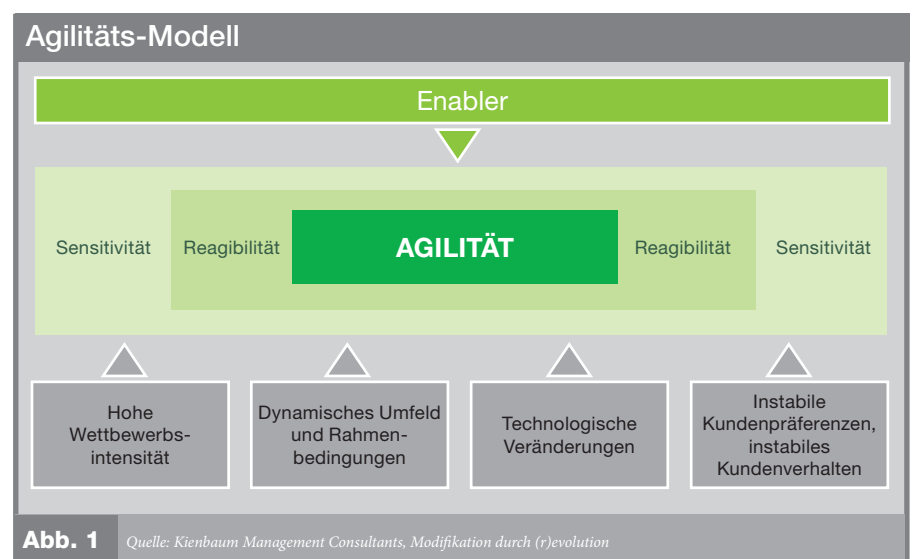 Agilitäts-Modell
Enabler
Sensitivität Reagibilität AGILITÄT Reagibilität Sensitivität
Hohe
Wettbewerbs-
intensität
Dynamisches Umfeld
und Rahmen-
bedingungen
Technologische
Veränderungen
Instabile
Kundenpräferenzen,
instabiles
Kundenverhalten
Abb. 1 Quelle: Kienbaum Management Consultants, Modifikation durch (r)evolution